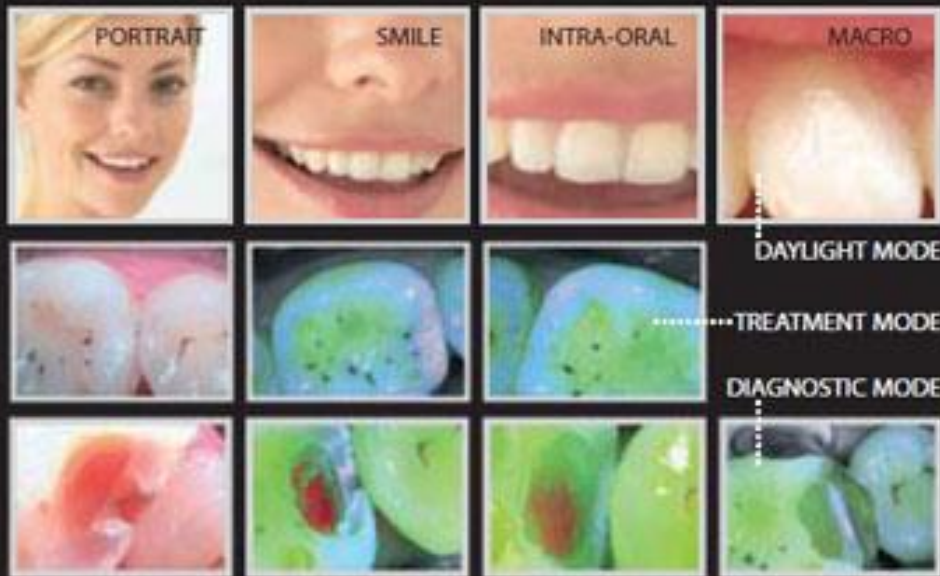 PORTRAIT
SMILE
INTRA-ORAL
MACRO
DAYLIGHT MODE
TREATMENT MODE
DIAGNOSTIC MODE